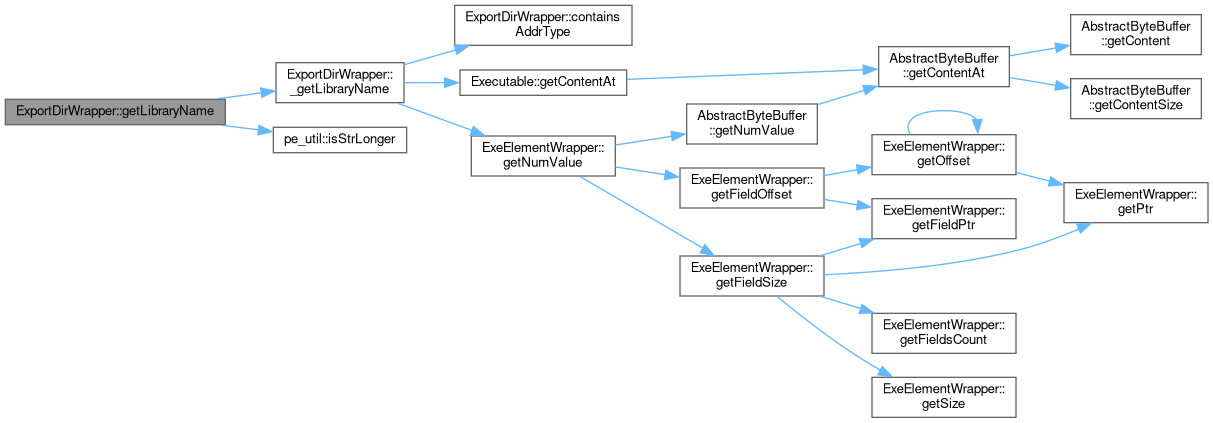 ExportDirWrapper::getLibraryName
ExportDirWrapper::
_getLibraryName
pe_util::isStrLonger
ExportDirWrapper::contains
AddrType
Executable::getContentAt
ExeElementWrapper::
getNumValue
AbstractByteBuffer
::getNumValue
ExeElementWrapper::
getFieldOffset
ExeElementWrapper::
getFieldSize
AbstractByteBuffer
::getContentAt
ExeElementWrapper::
getOffset
ExeElementWrapper::
getFieldPtr
ExeElementWrapper::
getFieldsCount
ExeElementWrapper::
getSize
AbstractByteBuffer
::getContent
AbstractByteBuffer
::getContentSize
ExeElementWrapper::
getPtr